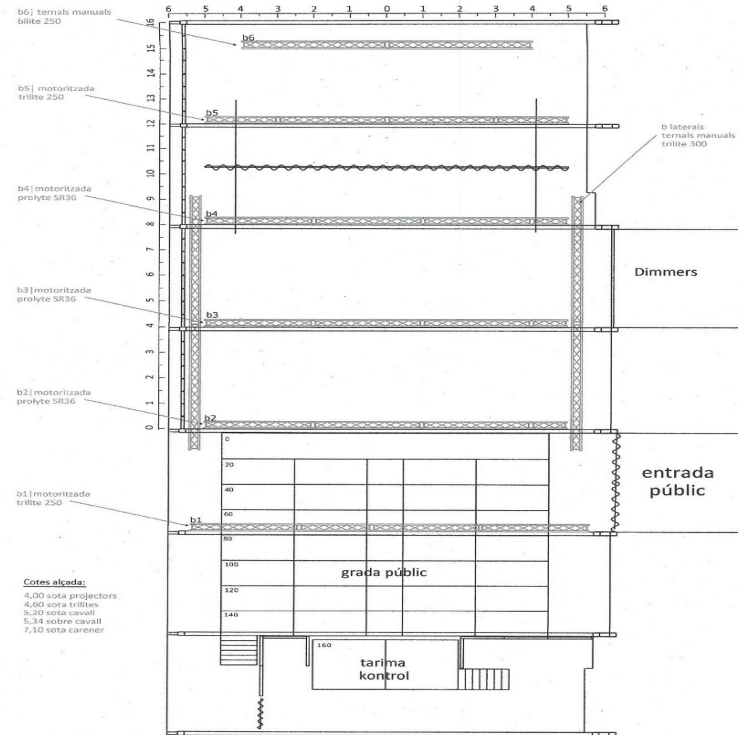 6 5 4 3 2 1 0 1 2 3 4 5 6
b6| ternals manuals
bilite 250
b6
b5| motoritzada
trilite 250
b5
b laterals
ternals manuals
trilite 300
b4| motoritzada
prolyte SR36
b4
Dimmers
b3| motoritzada
prolyte SR36
b3
b2| motoritzada
prolyte SR36
b2
16
15
14
13
12
11
10
9
8
7
6
5
4
3
2
1
0
0
20
40
60
entrada
públic
b1| motoritzada
trilite 250
b1
80
100
grada públic
120
140
Cotes alçada:
4,00 sota projectors
4,60 sota trilites
5,20 sota cavall
5,34 sobre cavall
7,10 sota carener
160
tarima
kontrol